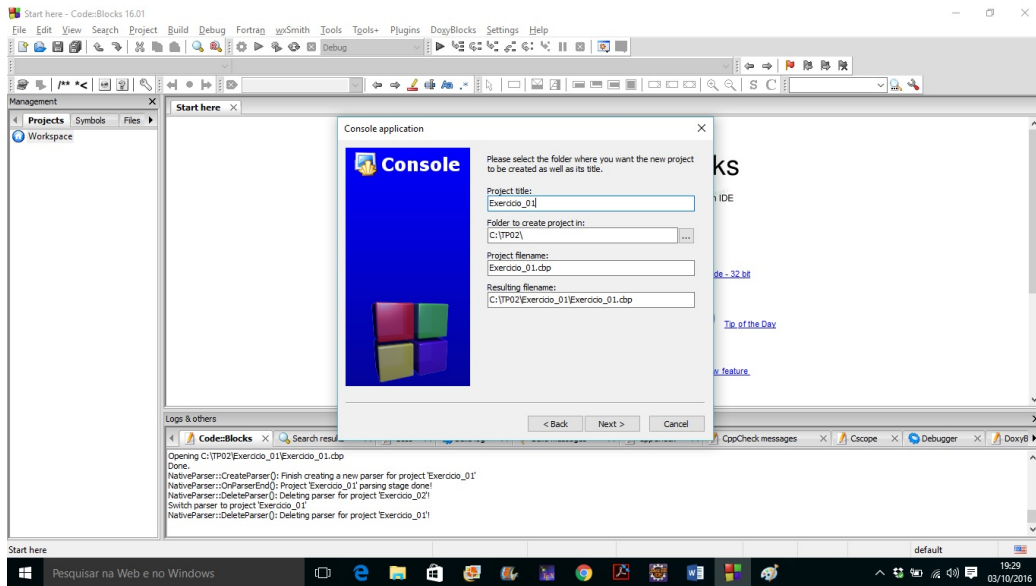 Start here - Code::Blocks 16.01
File Edit View Search Project Build Debug Fortran wxSmith Tools Tools+ Plugins DoxyBlocks Settings Help
Debug
/** *<
S C
Management
Projects Symbols Files
Workspace
Start here
Console application
Console
Please select the folder where you want the new project
to be created as well as its title.
Project title:
Exercicio_01
Folder to create project in:
C:\TP02\
...
Project filename:
Exercicio_01.cbp
Resulting filename:
C:\TP02\Exercicio_01\Exercicio_01.cbp
< Back Next > Cancel
ks
IDE
de - 32 bit
Tip of the Day
feature
Logs & others
Code::Blocks Search resu CppCheck messages Cscope Debugger DoxyB
Opening C:\TP02\Exercicio_01\Exercicio_01.cbp
Done.
NativeParser::CreateParser(): Finish creating a new parser for project 'Exercicio_01'
NativeParser::OnParserEnd(): Project 'Exercicio_01' parsing stage done!
NativeParser::DeleteParser(): Deleting parser for project 'Exercicio_02'!
Switch parser to project 'Exercicio_01'
NativeParser::DeleteParser(): Deleting parser for project 'Exercicio_01'!
Start here default
Pesquisar na Web e no Windows
19:29